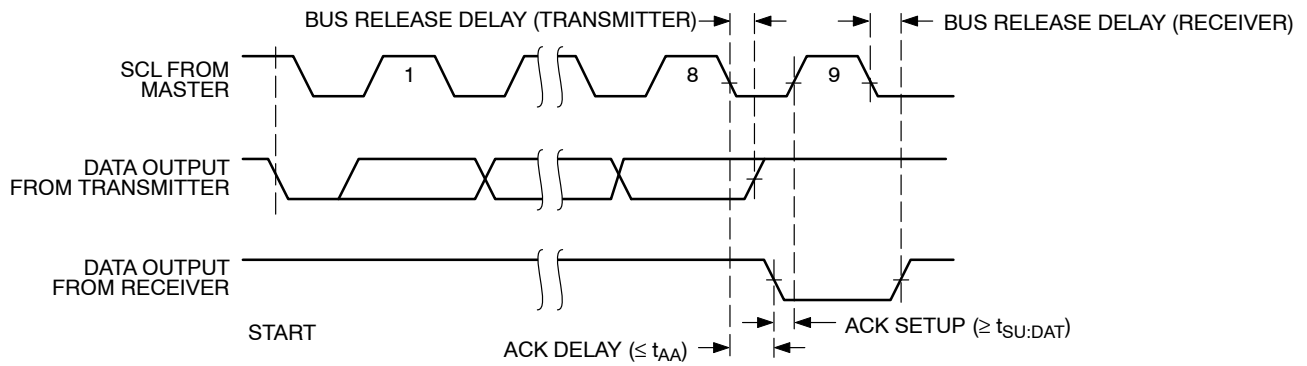 BUS RELEASE DELAY (TRANSMITTER)
BUS RELEASE DELAY (RECEIVER)
SCL FROM
MASTER
1
8
9
DATA OUTPUT
FROM TRANSMITTER
DATA OUTPUT
FROM RECEIVER
START
ACK SETUP (≥ tSU:DAT)
ACK DELAY (≤ tAA)